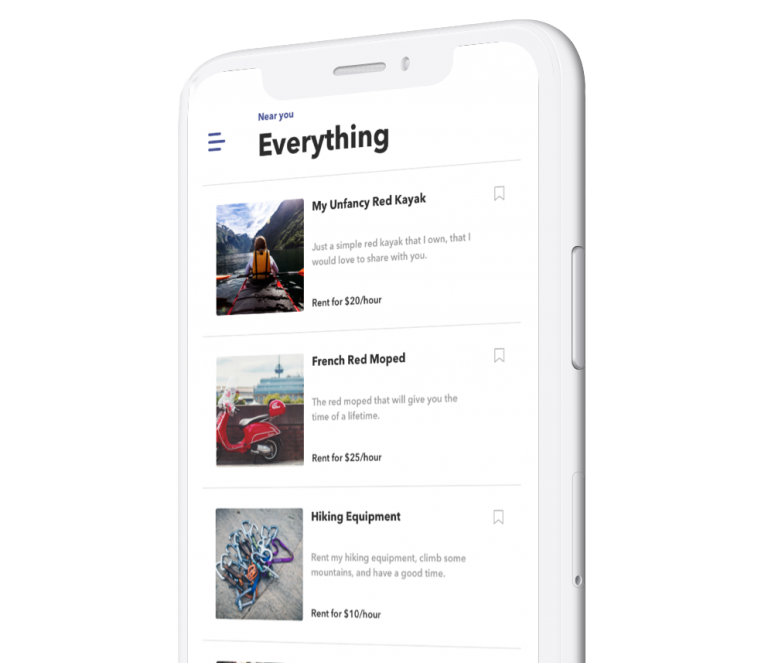 Near you
Everything
My Unfancy Red Kayak
Just a simple red kayak that I own, that I
would love to share with you.
Rent for $20/hour
French Red Moped
The red moped that will give you the
time of a lifetime.
Rent for $25/hour
Hiking Equipment
Rent my hiking equipment, climb some
mountains, and have a good time.
Rent for $10/hour